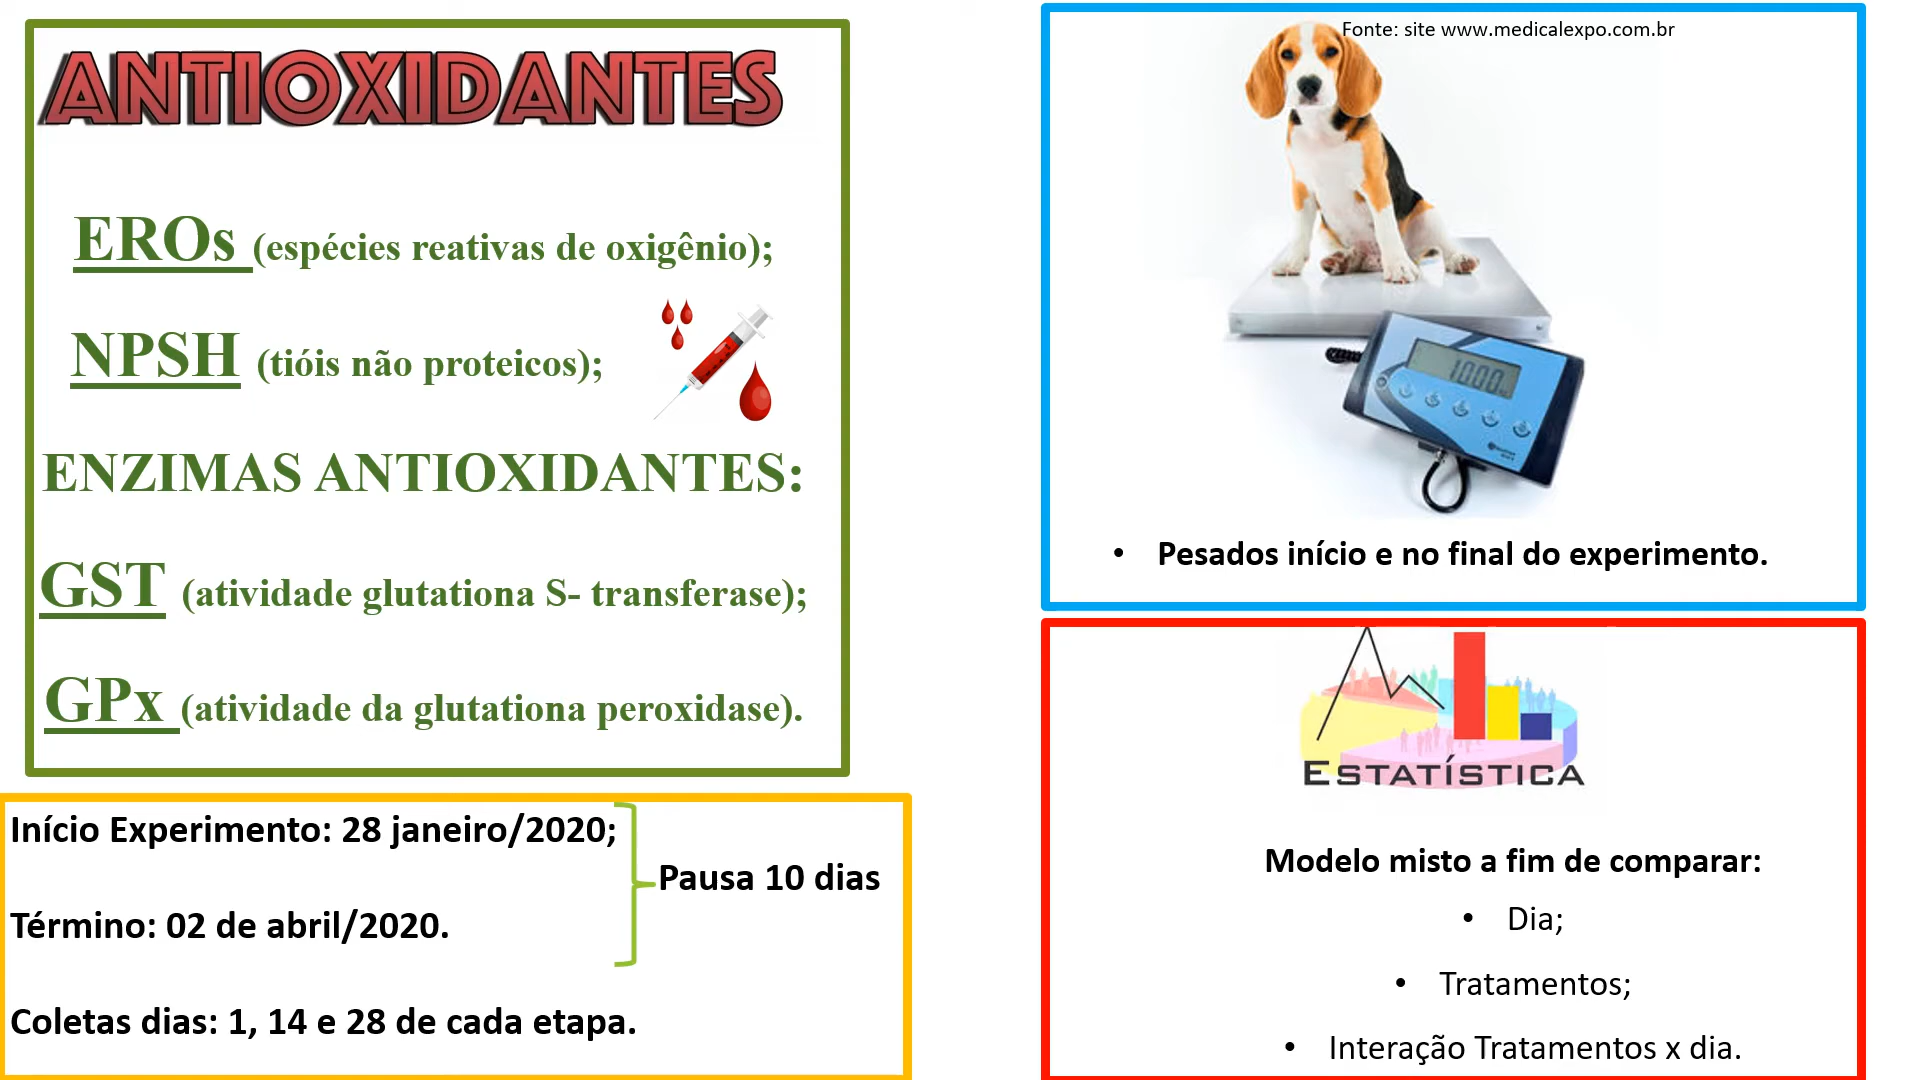 ANTIOXIDANTES
EROs (espécies reativas de oxigênio);
NPSH (tióis não proteicos);
ENZIMAS ANTIOXIDANTES:
GST (atividade glutationa S- transferase);
GPx (atividade da glutationa peroxidase).
Início Experimento: 28 janeiro/2020;
Pausa 10 dias
Término: 02 de abril/2020.
Coletas dias: 1, 14 e 28 de cada etapa.
Fonte: site www.medicalexpo.com.br
1.000
• Pesados início e no final do experimento.
ESTATÍSTICA
Modelo misto a fim de comparar:
• Dia;
• Tratamentos;
• Interação Tratamentos x dia.